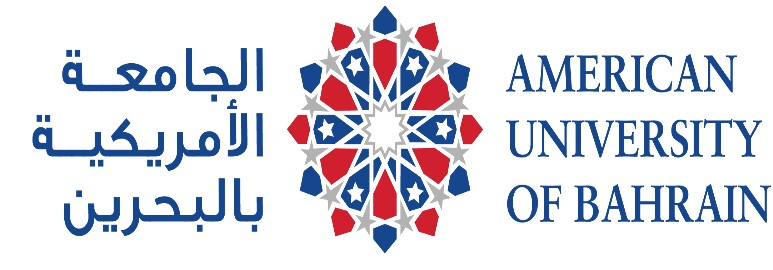 الجامعة
الأمريكية
بالبحرين
AMERICAN
UNIVERSITY
OF BAHRAIN